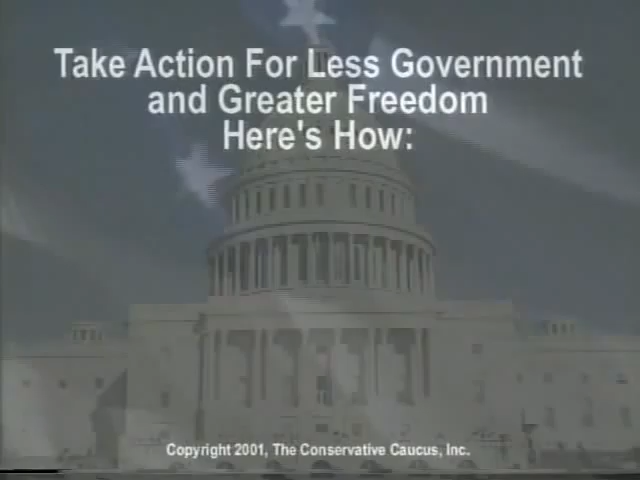 Take Action For Less Government
and Greater Freedom
Here's How:
Copyright 2001, The Conservative Caucus, Inc.